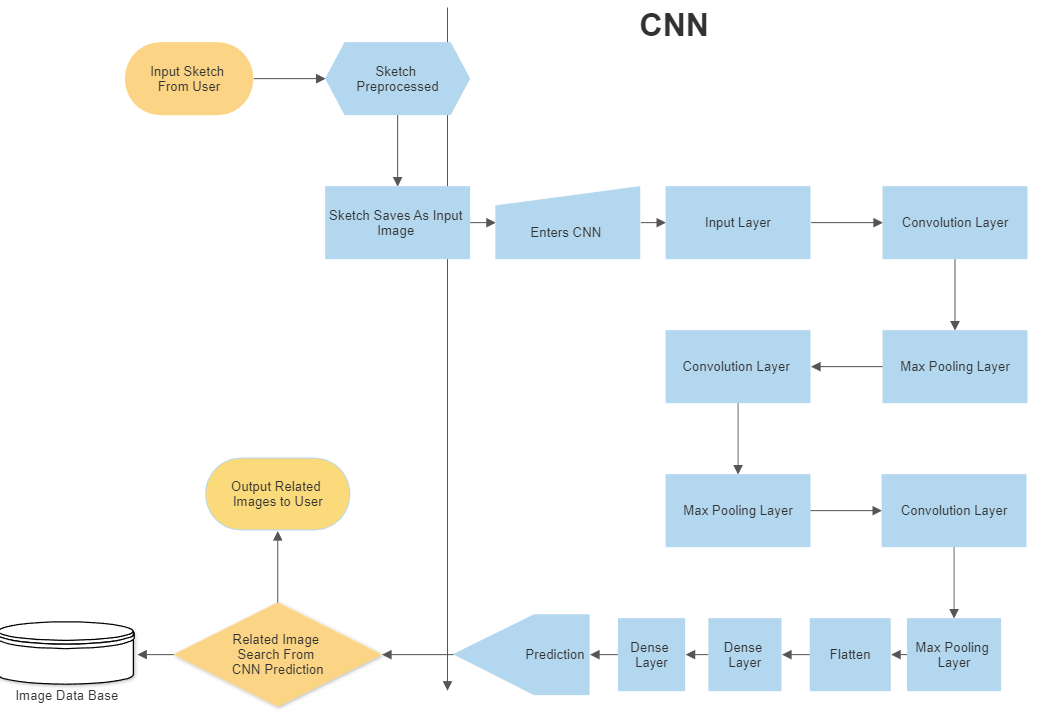 CNN
Input Sketch
From User
Sketch
Preprocessed
Sketch Saves As Input
Image
Enters CNN
Input Layer
Convolution Layer
Max Pooling Layer
Convolution Layer
Max Pooling Layer
Convolution Layer
Max Pooling
Layer
Flatten
Dense
Layer
Dense
Layer
Prediction
Related Image
Search From
CNN Prediction
Output Related
Images to User
Image Data Base